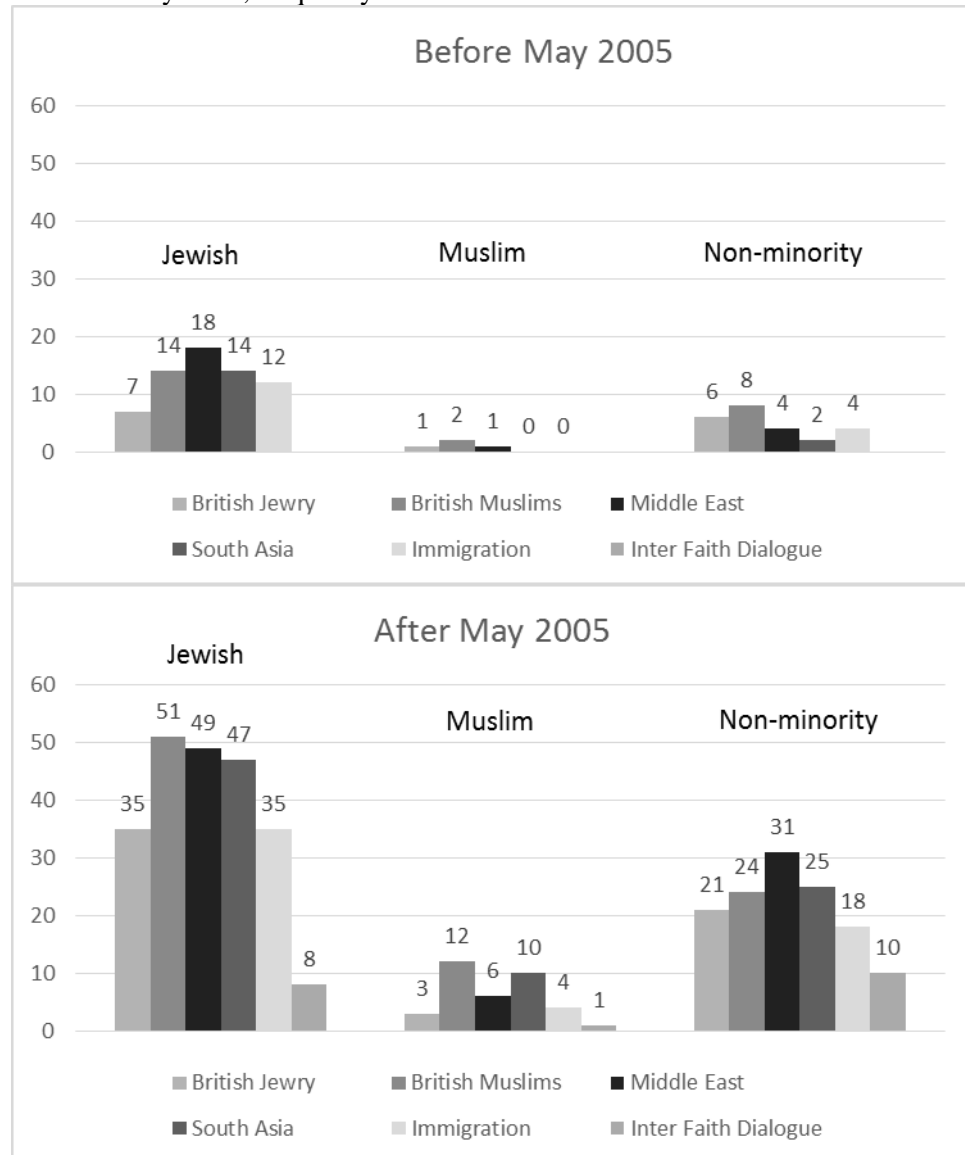 Before May 2005
60
50
40
Jewish Muslim Non-minority
30
20
10
0
7 14 18 14 12
1 2 1 0 0
6 8 4 2 4
British Jewry British Muslims Middle East
South Asia Immigration Inter Faith Dialogue
After May 2005
Jewish
60
Muslim Non-minority
50
40
30
20
10
0
35 51 49 47 35 8
3 12 6 10 4 1
21 24 31 25 18 10
British Jewry British Muslims Middle East
South Asia Immigration Inter Faith Dialogue